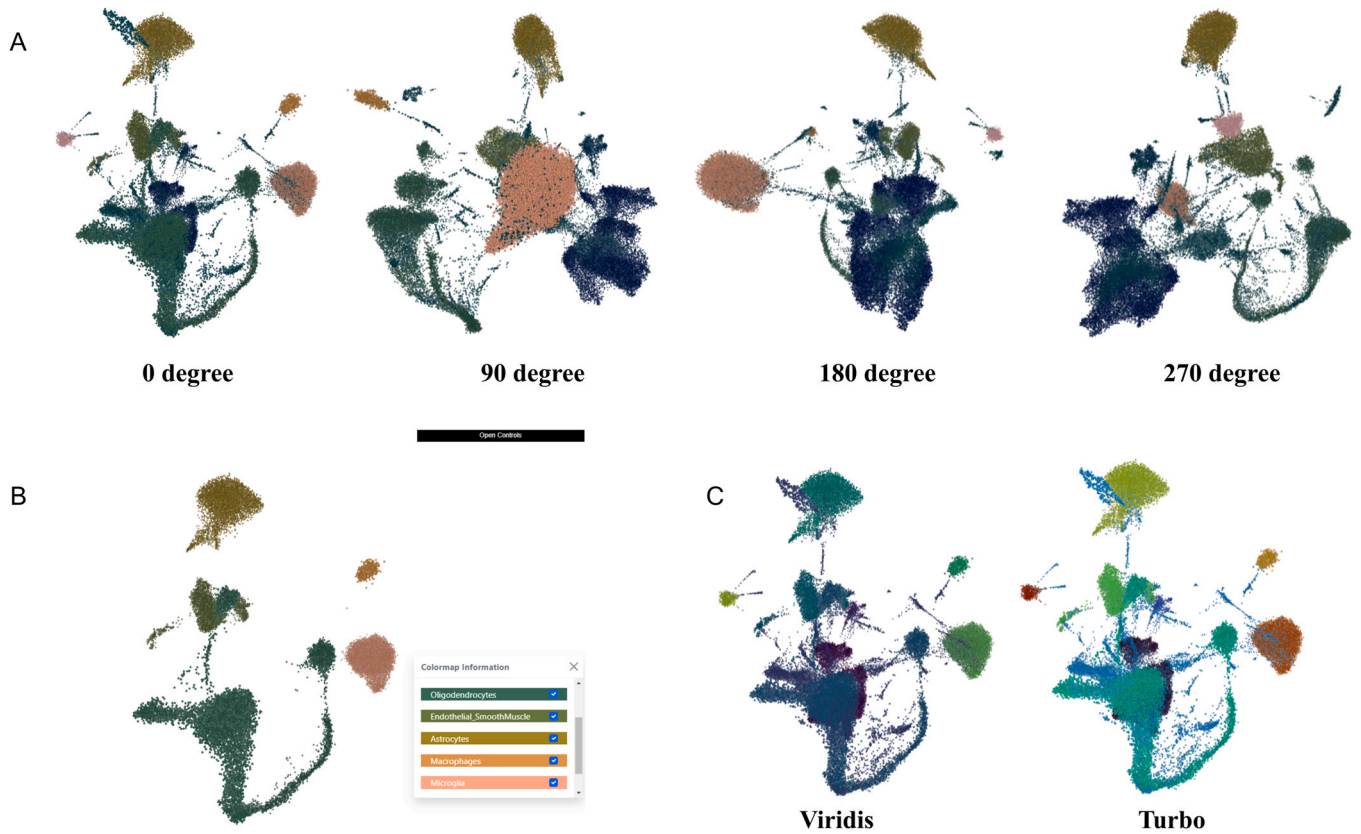 A
0 degree
90 degree
180 degree
270 degree
Open Controls
B
Colormap Information
Oligodendrocytes
Endothelial_SmoothMuscle
Astrocytes
Macrophages
Microglia
C
Viridis
Turbo